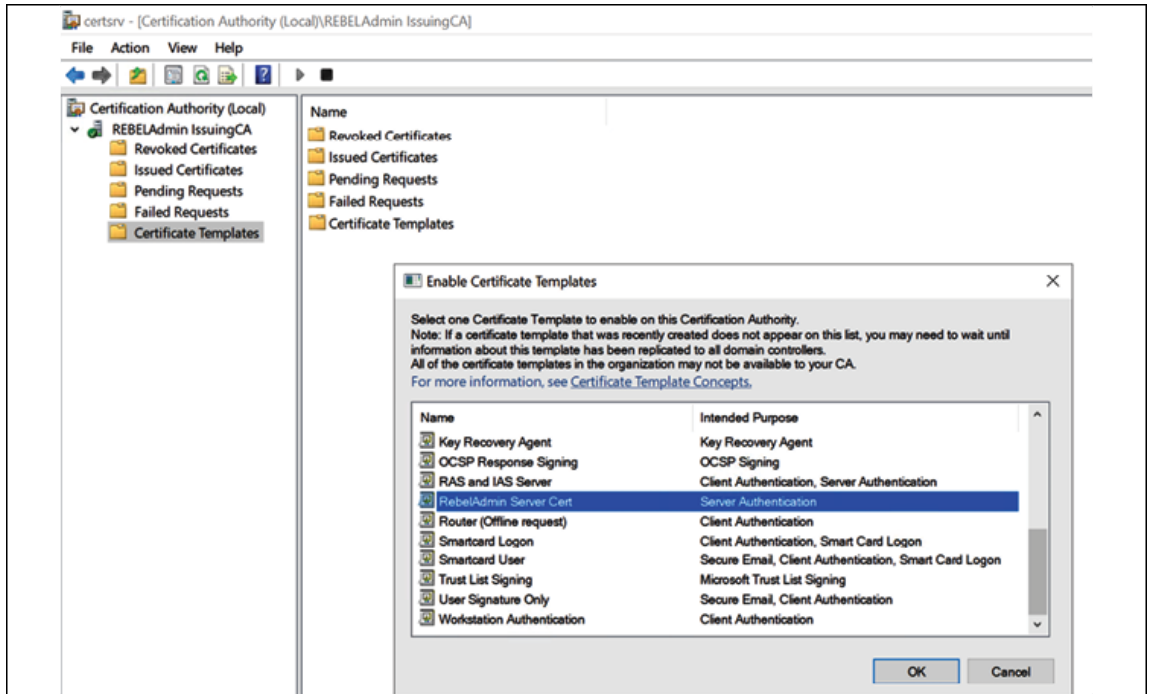 certsrv - [Certification Authority (Local)\REBELAdmin IssuingCA]
File Action View Help
Certification Authority (Local)
REBELAdmin IssuingCA
Revoked Certificates
Issued Certificates
Pending Requests
Failed Requests
Certificate Templates
Name
Revoked Certificates
Issued Certificates
Pending Requests
Failed Requests
Certificate Templates
Enable Certificate Templates
Select one Certificate Template to enable on this Certification Authority.
Note: If a certificate template that was recently created does not appear on this list, you may need to wait until
information about this template has been replicated to all domain controllers.
All of the certificate templates in the organization may not be available to your CA.
For more information, see Certificate Template Concepts.
Name Intended Purpose
Key Recovery Agent Key Recovery Agent
OCSP Response Signing OCSP Signing
RAS and IAS Server Client Authentication, Server Authentication
RebelAdmin Server Cert Server Authentication
Router (Offline request) Client Authentication
Smartcard Logon Client Authentication, Smart Card Logon
Smartcard User Secure Email, Client Authentication, Smart Card Logon
Trust List Signing Microsoft Trust List Signing
User Signature Only Secure Email, Client Authentication
Workstation Authentication Client Authentication
OK Cancel